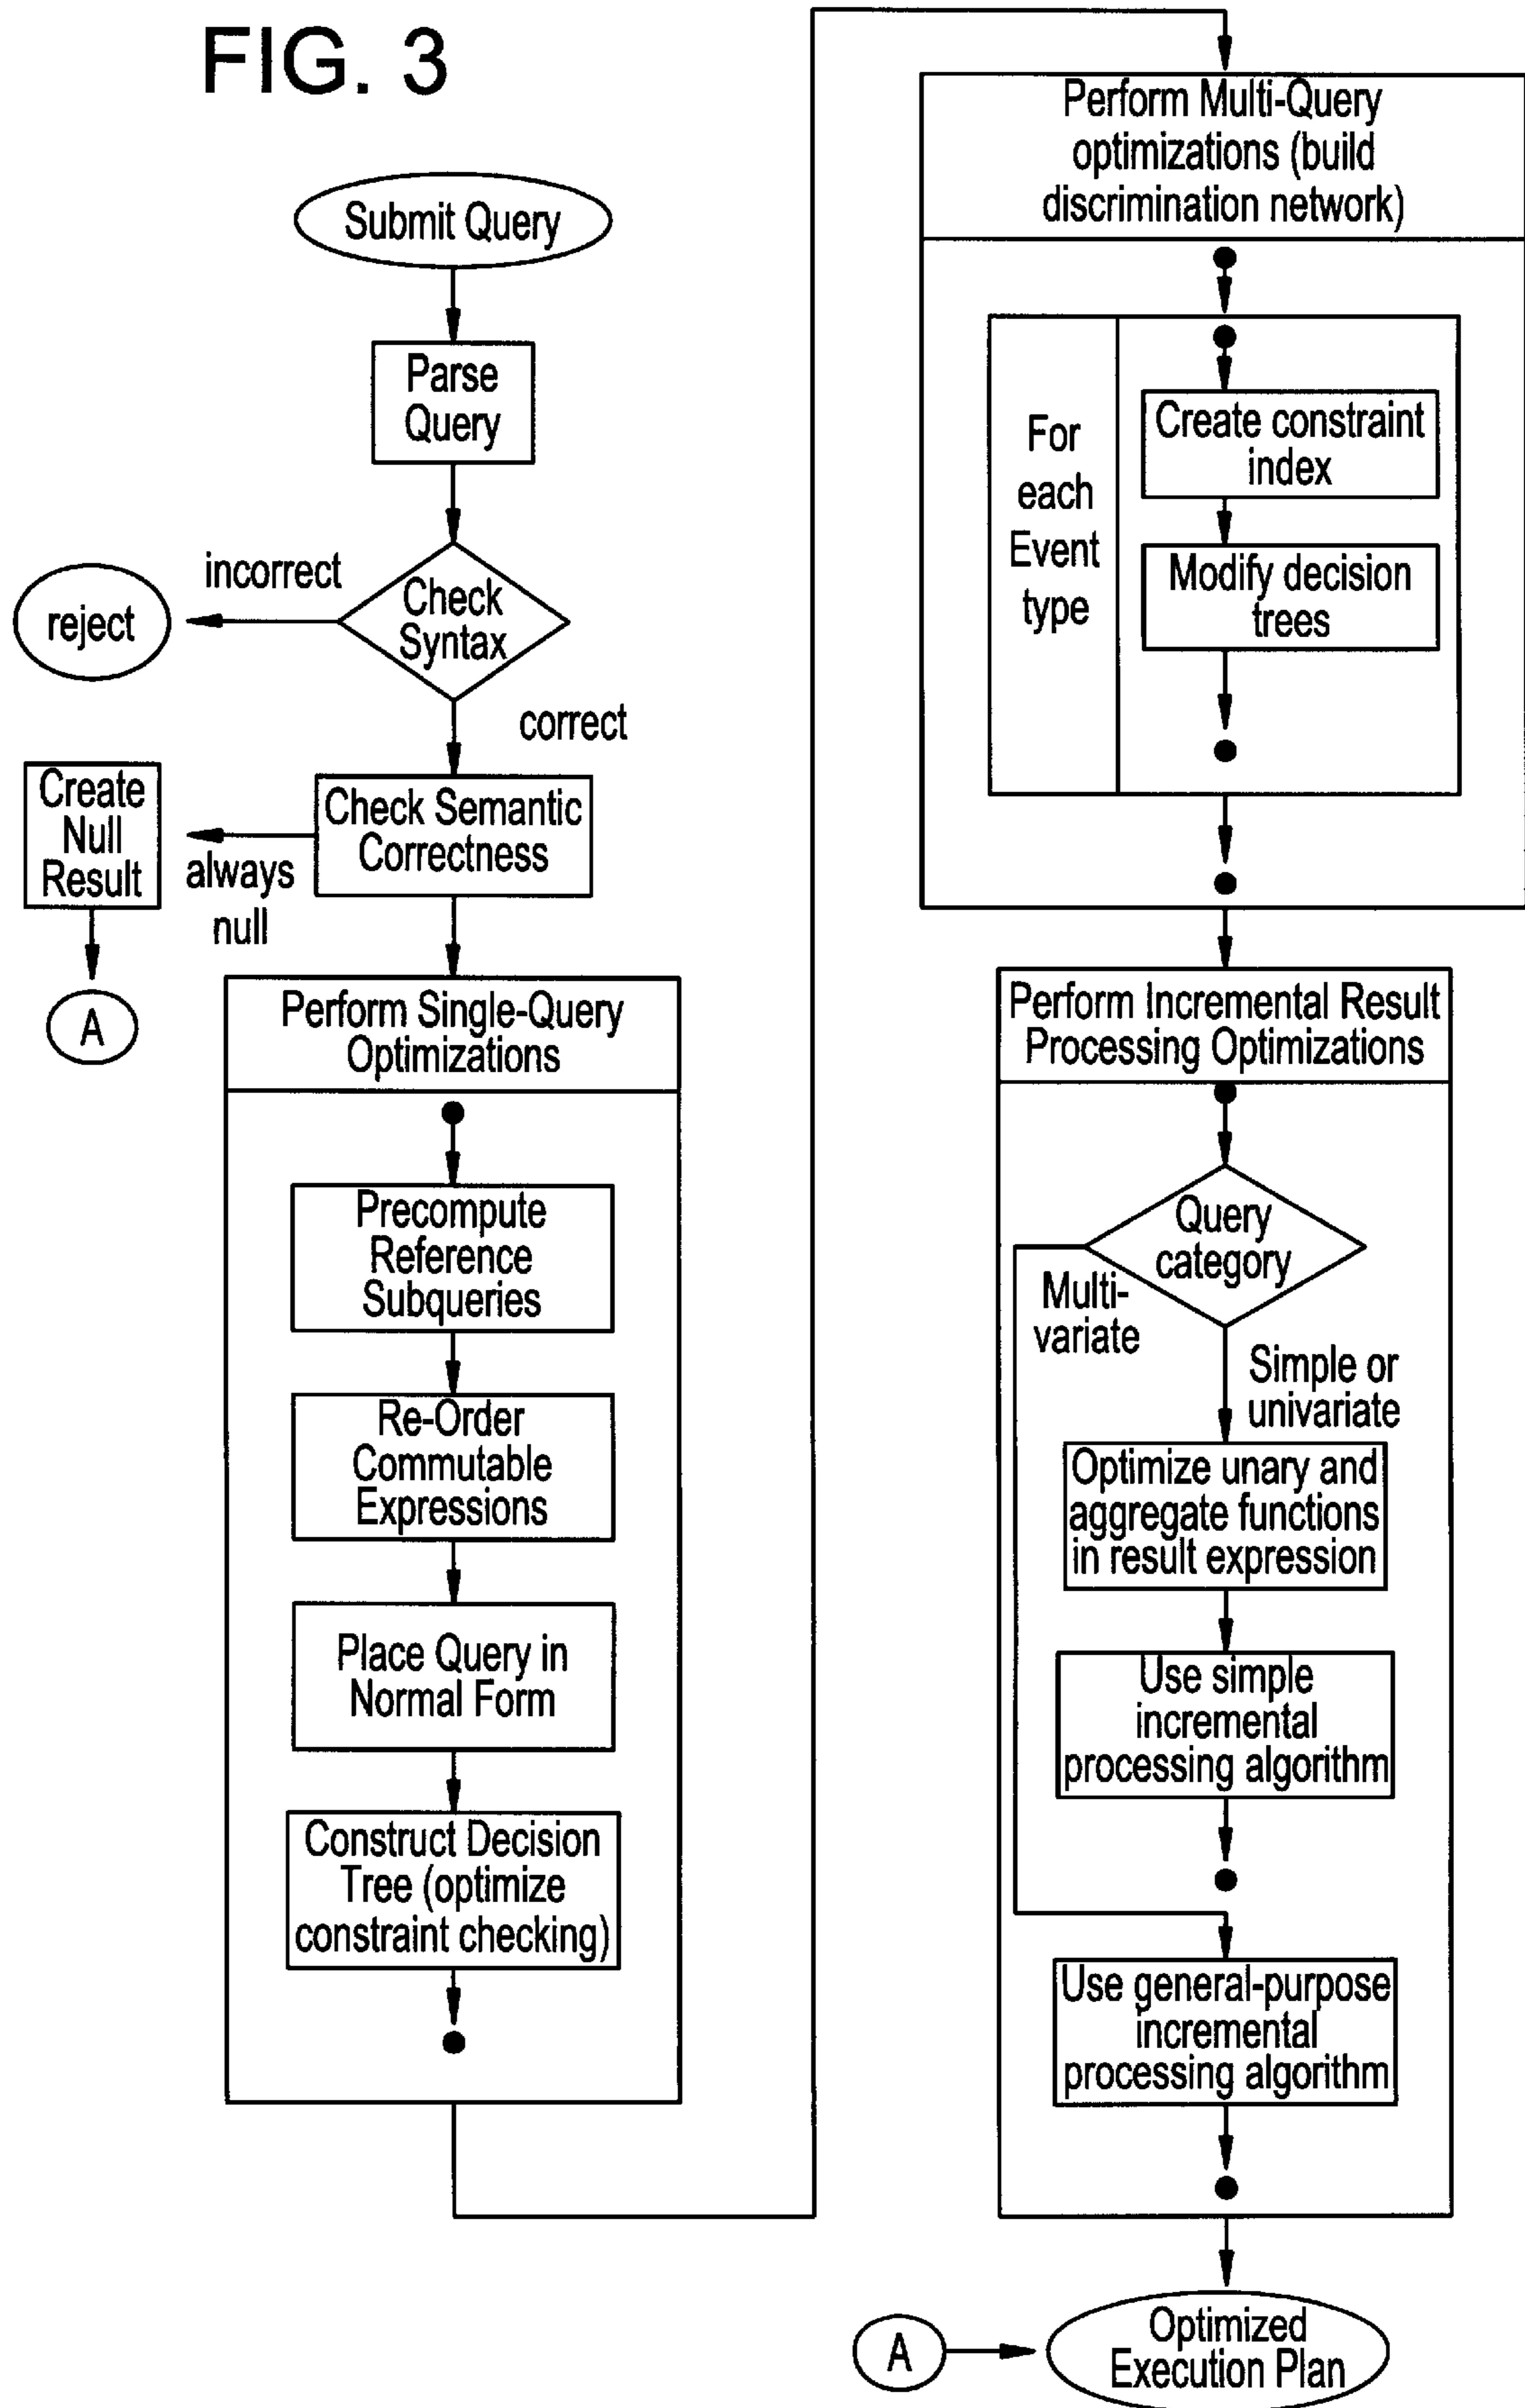 FIG. 3
Submit Query
Parse
Query
Check
Syntax
incorrect
reject
correct
Check Semantic
Correctness
always
null
Create
Null
Result
A
Perform Single-Query
Optimizations
Precompute
Reference
Subqueries
Re-Order
Commutable
Expressions
Place Query in
Normal Form
Construct Decision
Tree (optimize
constraint checking)
Perform Multi-Query
optimizations (build
discrimination network)
For
each
Event
type
Create constraint
index
Modify decision
trees
Perform Incremental Result
Processing Optimizations
Query
category
Multi-
variate
Simple or
univariate
Optimize unary and
aggregate functions
in result expression
Use simple
incremental
processing algorithm
Use general-purpose
incremental
processing algorithm
A
Optimized
Execution Plan